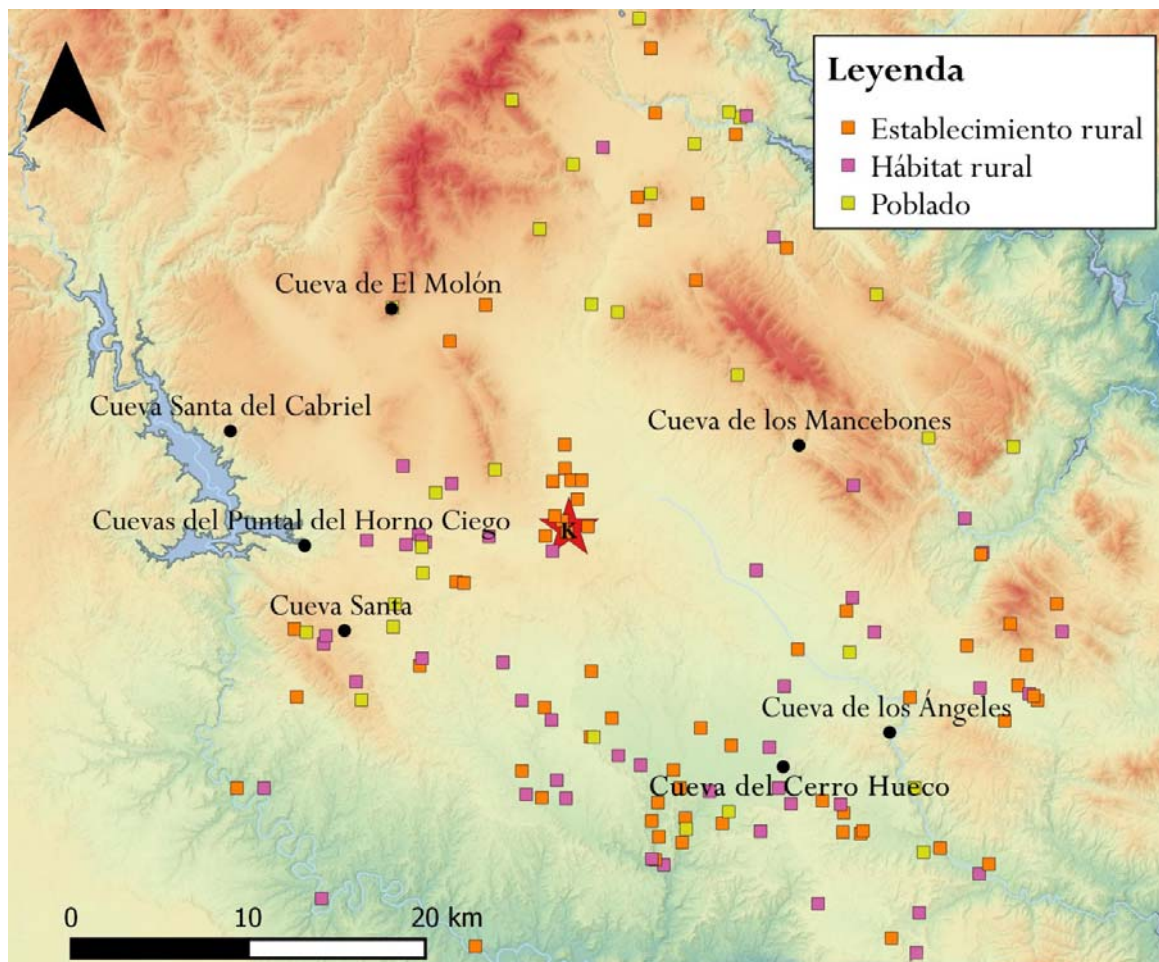 Leyenda
Establecimiento rural
Hábitat rural
Poblado
Cueva de El Molón
Cueva Santa del Cabriel
Cueva de los Mancebones
Cuevas del Puntal del Horno Ciego
K
Cueva Santa
Cueva de los Ángeles
Cueva del Cerro Hueco
0 10 20 km